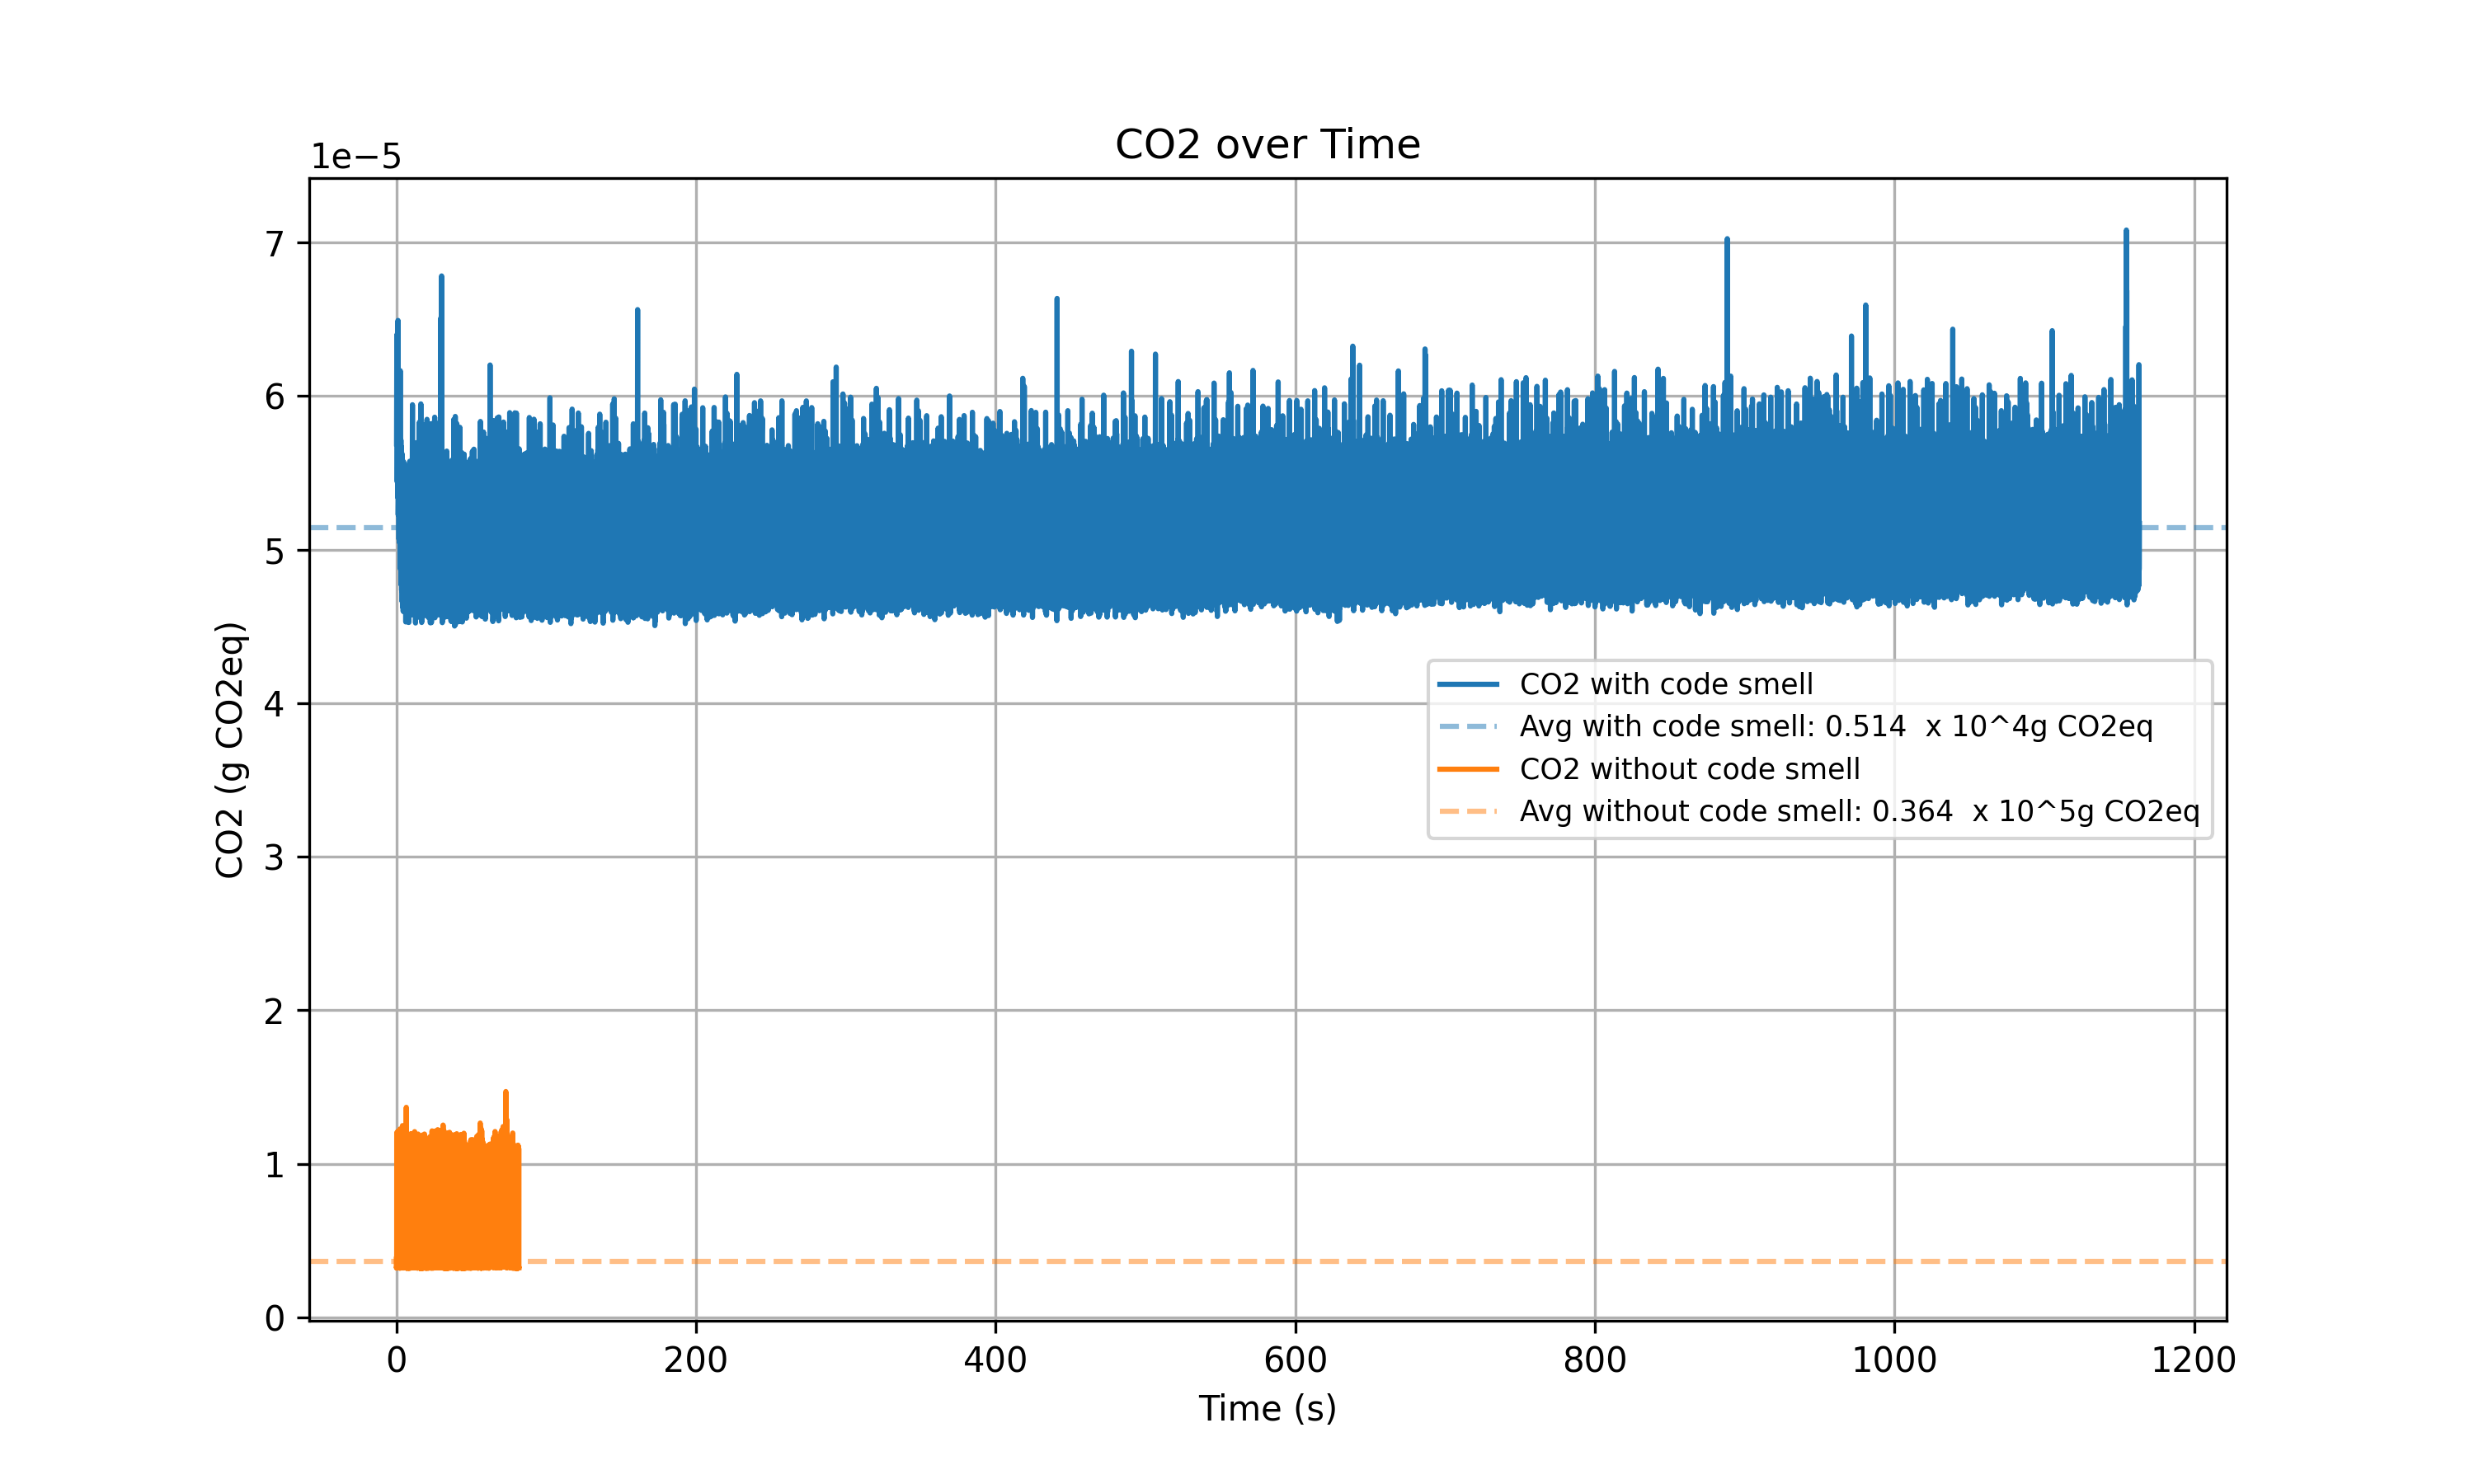 CO2 over Time
1e−5
7
6
5
4
3
2
1
0
CO2 (g CO2eq)
CO2 with code smell
Avg with code smell: 0.514  x 10^4g CO2eq
CO2 without code smell
Avg without code smell: 0.364  x 10^5g CO2eq
0 200 400 600 800 1000 1200
Time (s)